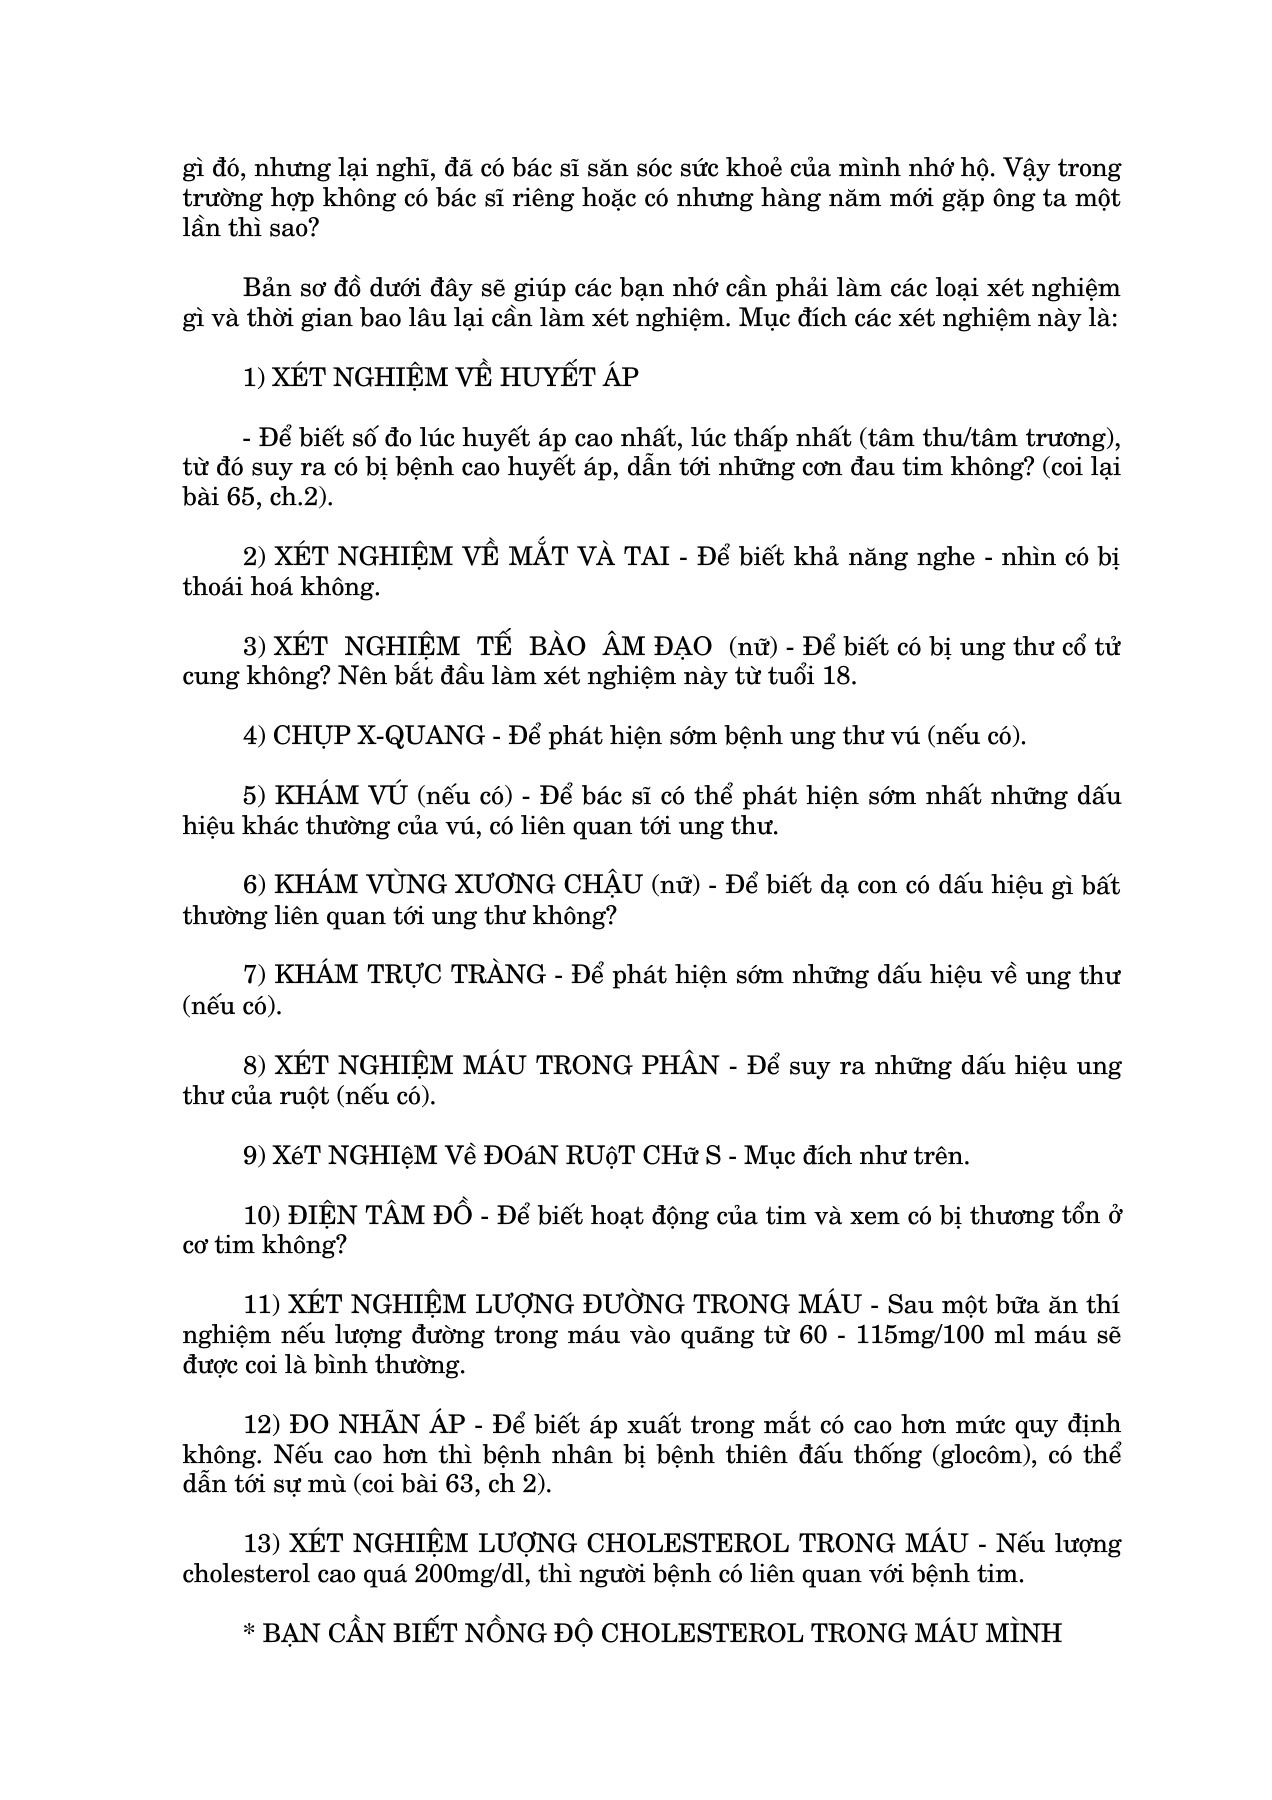 gì đó, nhưng lại nghĩ, đã có bác sĩ săn sóc sức khoẻ của mình nhớ hộ. Vậy trong
trường hợp không có bác sĩ riêng hoặc có nhưng hàng năm mới gặp ông ta một
lần thì sao?
Bản sơ đồ dưới đây sẽ giúp các bạn nhớ cần phải làm các loại xét nghiệm
gì và thời gian bao lâu lại cần làm xét nghiệm. Mục đích các xét nghiệm này là:
1) XÉT NGHIỆM VỀ HUYẾT ÁP
- Để biết số đo lúc huyết áp cao nhất, lúc thấp nhất (tâm thu/tâm trương),
từ đó suy ra có bị bệnh cao huyết áp, dẫn tới những cơn đau tim không? (coi lại
bài 65, ch.2).
2) XÉT NGHIỆM VỀ MẮT VÀ TAI - Để biết khả năng nghe - nhìn có bị
thoái hoá không.
3) XÉT NGHIỆM TẾ BÀO ÂM ĐẠO (nữ) - Để biết có bị ung thư cổ tử
cung không? Nên bắt đầu làm xét nghiệm này từ tuổi 18.
4) CHỤP X-QUANG - Để phát hiện sớm bệnh ung thư vú (nếu có).
5) KHÁM VÚ (nếu có) - Để bác sĩ có thể phát hiện sớm nhất những dấu
hiệu khác thường của vú, có liên quan tới ung thư.
6) KHÁM VÙNG XƯƠNG CHẬU (nữ) - Để biết dạ con có dấu hiệu gì bất
thường liên quan tới ung thư không?
7) KHÁM TRỰC TRÀNG - Để phát hiện sớm những dấu hiệu về ung thư
(nếu có).
8) XÉT NGHIỆM MÁU TRONG PHÂN - Để suy ra những dấu hiệu ung
thư của ruột (nếu có).
9) XéT NGHIệM Về ĐOáN RUộT CHữ S - Mục đích như trên.
10) ĐIỆN TÂM ĐỒ - Để biết hoạt động của tim và xem có bị thương tổn ở
cơ tim không?
11) XÉT NGHIỆM LƯỢNG ĐƯỜNG TRONG MÁU - Sau một bữa ăn thí
nghiệm nếu lượng đường trong máu vào quãng từ 60 - 115mg/100 ml máu sẽ
được coi là bình thường.
12) ĐO NHÃN ÁP - Để biết áp xuất trong mắt có cao hơn mức quy định
không. Nếu cao hơn thì bệnh nhân bị bệnh thiên đấu thống (glocôm), có thể
dẫn tới sự mù (coi bài 63, ch 2).
13) XÉT NGHIỆM LƯỢNG CHOLESTEROL TRONG MÁU - Nếu lượng
cholesterol cao quá 200mg/dl, thì người bệnh có liên quan với bệnh tim.
* BẠN CẦN BIẾT NỒNG ĐỘ CHOLESTEROL TRONG MÁU MÌNH